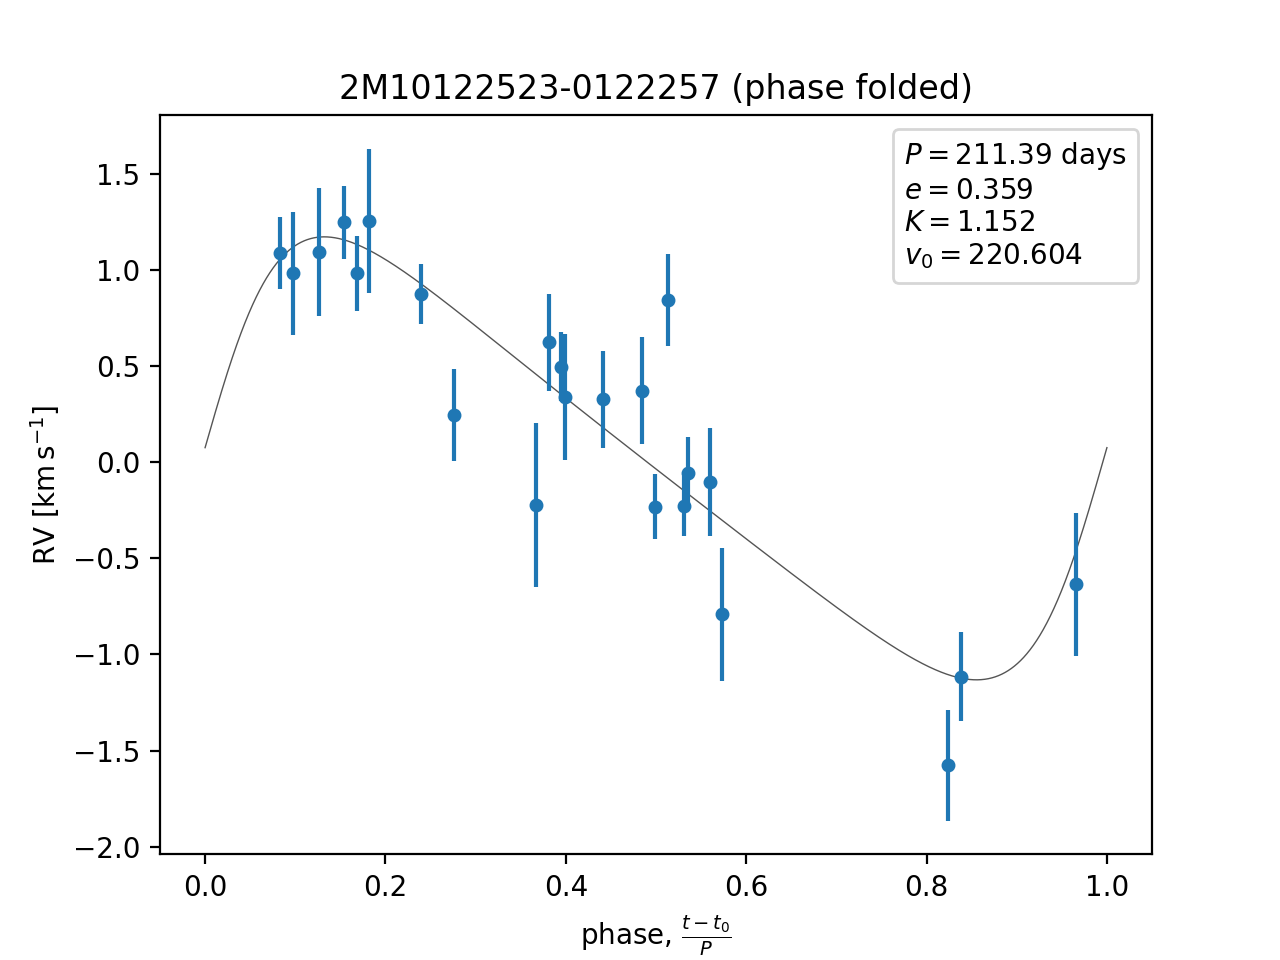 2M10122523-0122257 (phase folded)
P = 211.39 days
e = 0.359
K = 1.152
v₀ = 220.604
RV [km s⁻¹]
1.5
1.0
0.5
0.0
−0.5
−1.0
−1.5
−2.0
0.0 0.2 0.4 0.6 0.8 1.0
phase, (t − t₀)/P